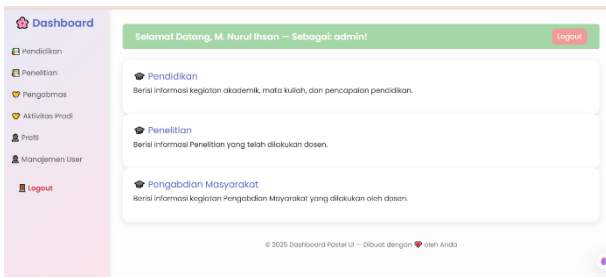 Dashboard
Pendidikan
Penelitian
Pengabmas
Aktivitas Prodi
Profil
Manajemen User
Logout
Selamat Datang, M. Nurul Ihsan — Sebagai: admin!
Logout
Pendidikan
Berisi informasi kegiatan akademik, mata kuliah, dan pencapaian pendidikan.
Penelitian
Berisi informasi Penelitian yang telah dilakukan dosen.
Pengabdian Masyarakat
Berisi informasi kegiatan Pengabdian Mayarakat yang dilakukan oleh dosen.
© 2025 Dashboard Pastel UI — Dibuat dengan ❤️ oleh Anda